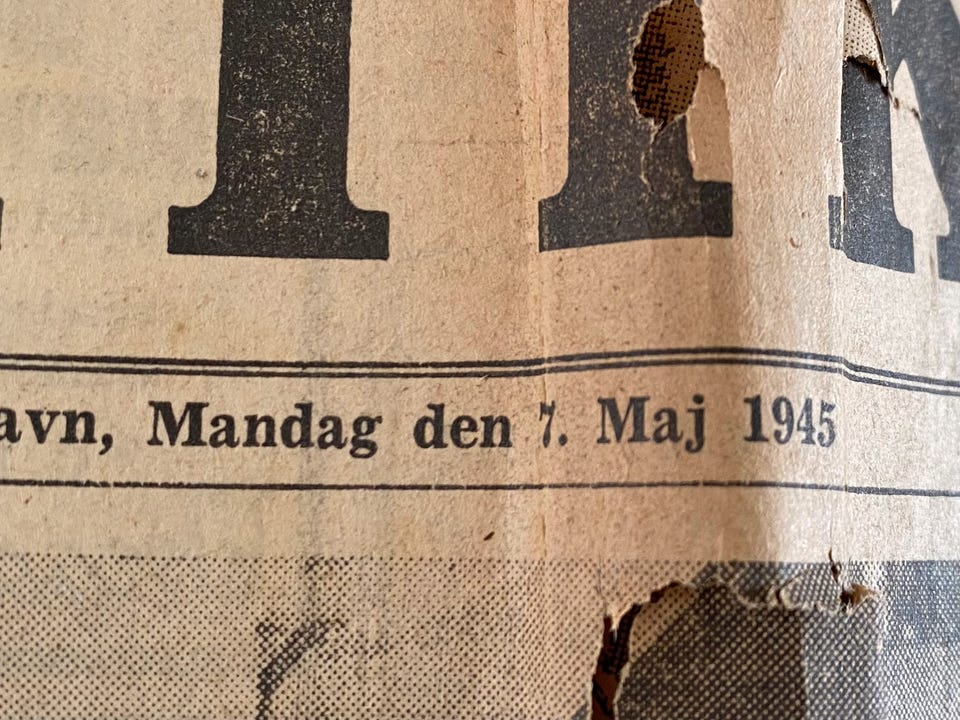 avn, Mandag den 7. Maj 1945